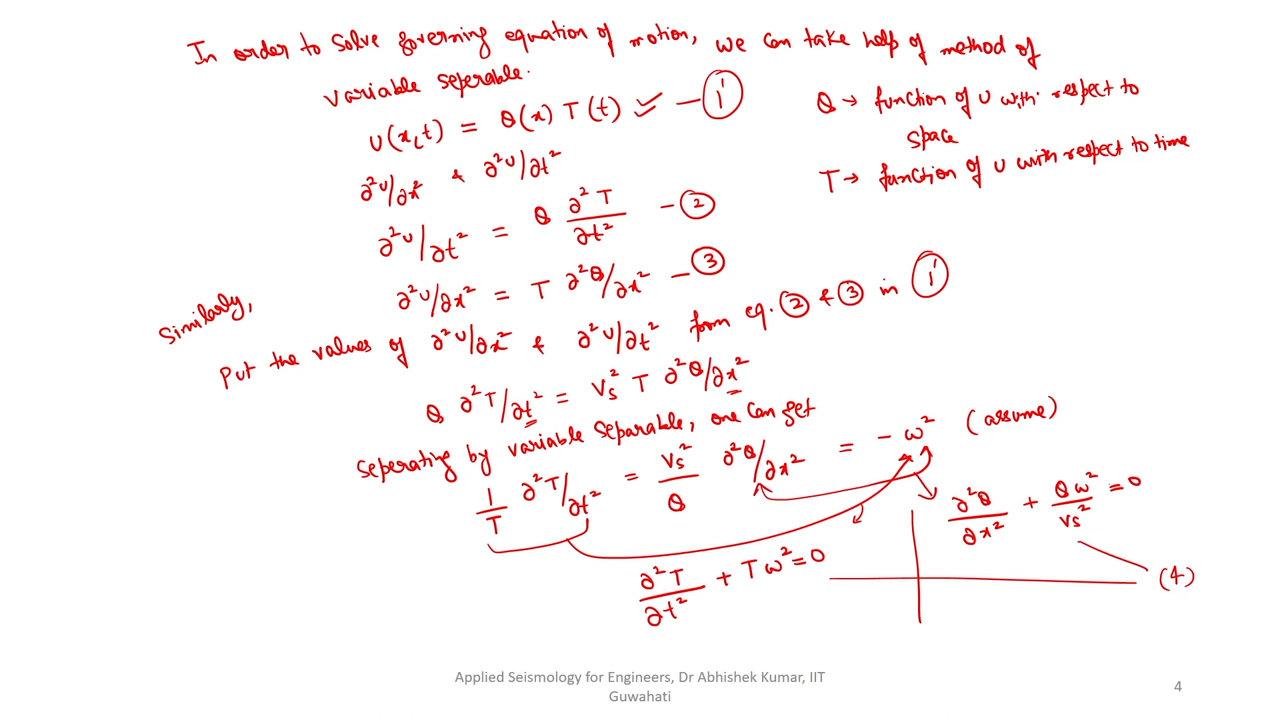 In order to solve governing equation of motion, we can take help of method of
variable seperable.
U(x,t) = θ(x) T(t) ✓ — ①'
θ → function of U with respect to
space
T → function of U with respect to time
∂²U/∂x² & ∂²U/∂t²
∂²U/∂t² = θ ∂²T/∂t² — ②
Similarly,
∂²U/∂x² = T ∂²θ/∂x² — ③
Put the values of ∂²U/∂x² & ∂²U/∂t² from eq. ② & ③ in ①'
θ ∂²T/∂t² = Vs² T ∂²θ/∂x²
Seperating by variable separable, one can get
1/T ∂²T/∂t² = Vs²/θ ∂²θ/∂x² = - ω² (assume)
∂²θ/∂x² + θω²/Vs² = 0
∂²T/∂t² + Tω² = 0
(4)
Applied Seismology for Engineers, Dr Abhishek Kumar, IIT
Guwahati
4